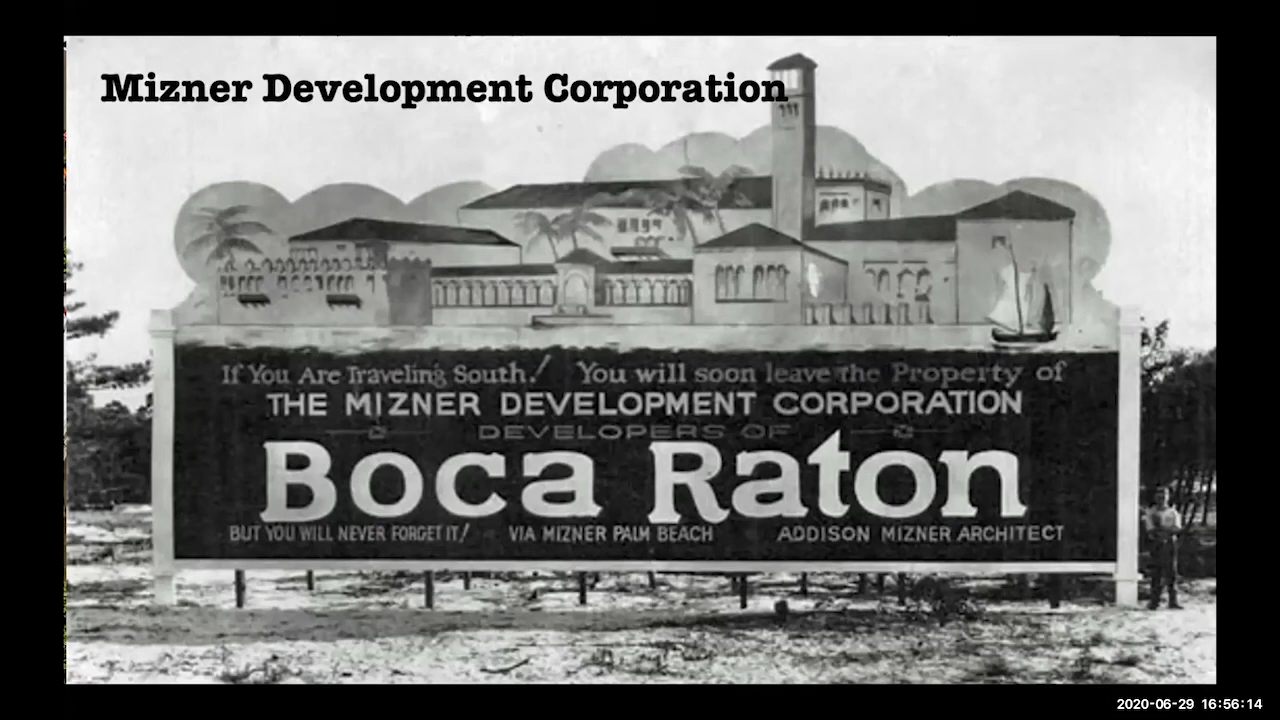 Mizner Development Corporation
If You Are Traveling South! You will soon leave the Property of
THE MIZNER DEVELOPMENT CORPORATION
DEVELOPERS OF
Boca Raton
BUT YOU WILL NEVER FORGET IT! VIA MIZNER PALM BEACH ADDISON MIZNER ARCHITECT
2020-06-29 16:56:14